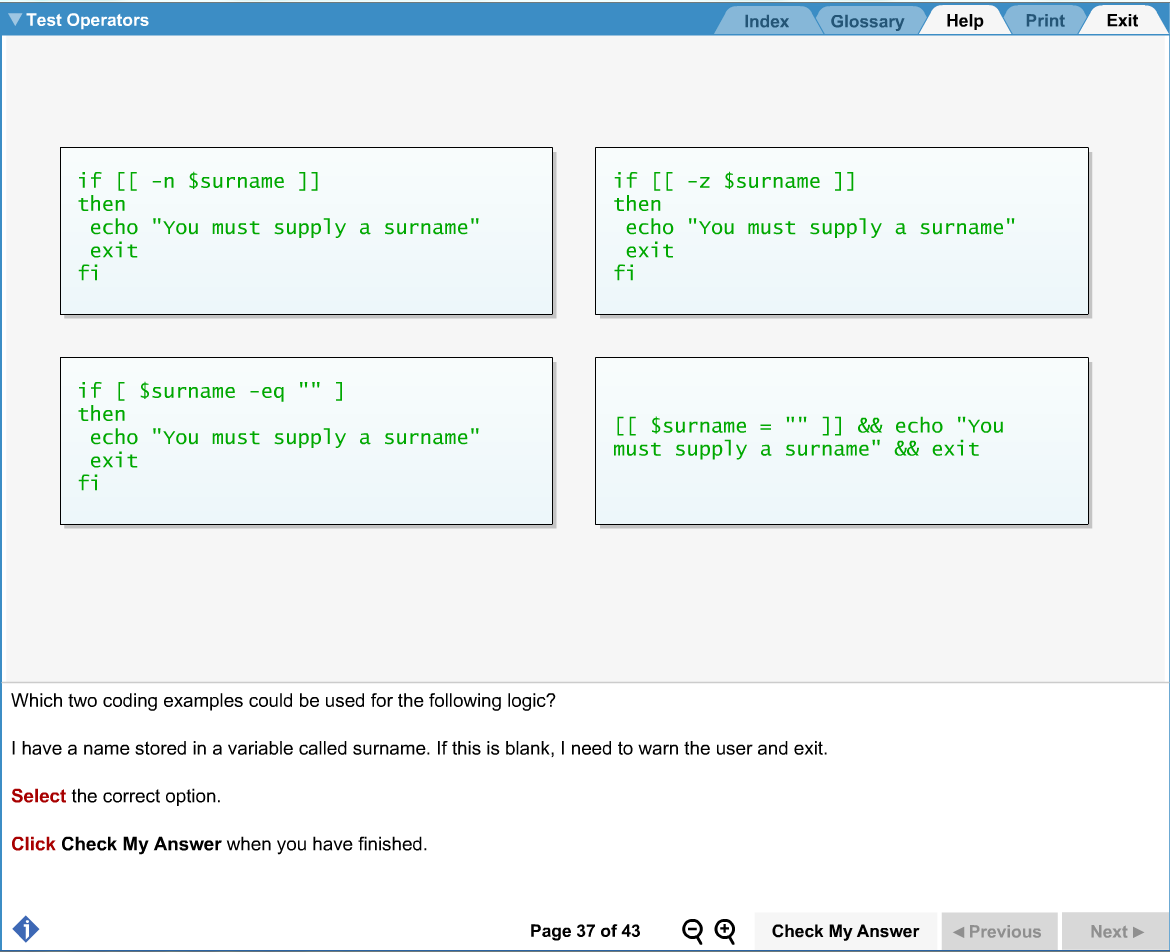 Test Operators
Index
Glossary
Help
Print
Exit
if [[ -n $surname ]]
then
 echo "You must supply a surname"
 exit
fi
if [[ -z $surname ]]
then
 echo "You must supply a surname"
 exit
fi
if [ $surname -eq "" ]
then
 echo "You must supply a surname"
 exit
fi
[[ $surname = "" ]] && echo "You
must supply a surname" && exit
Which two coding examples could be used for the following logic?
I have a name stored in a variable called surname. If this is blank, I need to warn the user and exit.
Select the correct option.
Click Check My Answer when you have finished.
i
Page 37 of 43
Check My Answer
Previous
Next